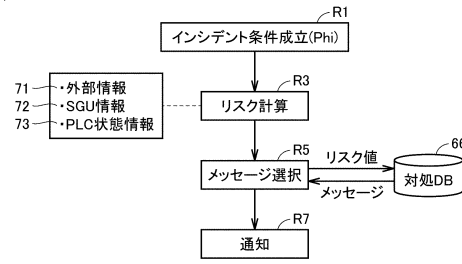 R1
インシデント条件成立(Phi)
71 ・外部情報
72 ・SGU情報
73 ・PLC状態情報
R3
リスク計算
R5
メッセージ選択
リスク値
メッセージ
66
対処DB
R7
通知